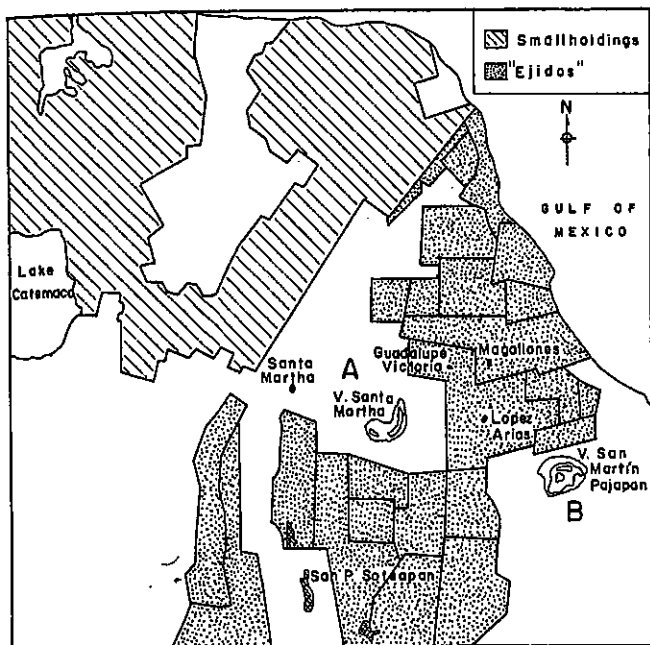 Smallholdings
"Ejidos"
N
GULF OF
MEXICO
Lake
Catemaco
Santa
Martha
A
V. Santa
Martha
Guadalupe
Victoria
Magallanes
Lopez
Arias
V. San
Martín
Pajapan
B
San P. Soteapan